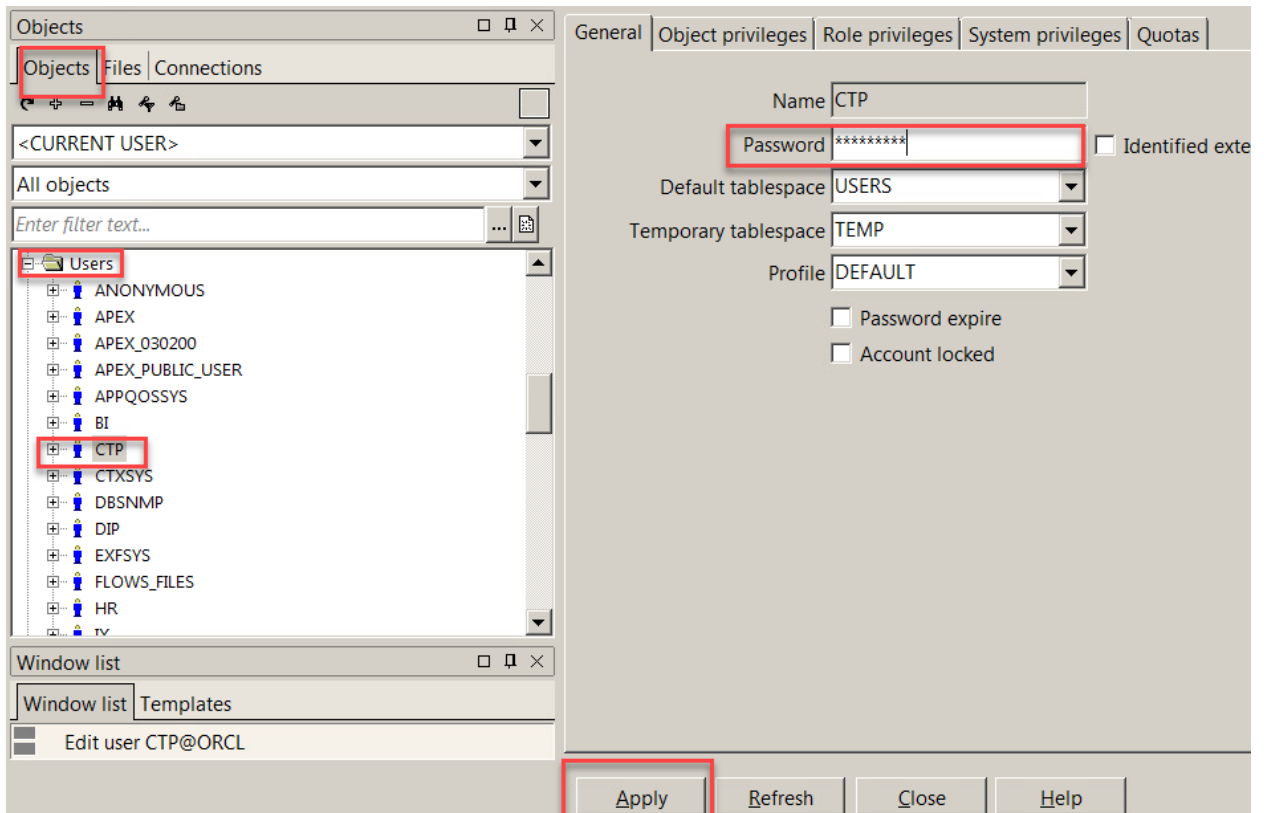 Objects
Objects Files Connections
<CURRENT USER>
All objects
Enter filter text...
...
Users
ANONYMOUS
APEX
APEX_030200
APEX_PUBLIC_USER
APPQOSSYS
BI
CTP
CTXSYS
DBSNMP
DIP
EXFSYS
FLOWS_FILES
HR
Window list
Window list Templates
Edit user CTP@ORCL
General Object privileges Role privileges System privileges Quotas
Name CTP
Password ********* Identified exte
Default tablespace USERS
Temporary tablespace TEMP
Profile DEFAULT
Password expire
Account locked
Apply Refresh Close Help